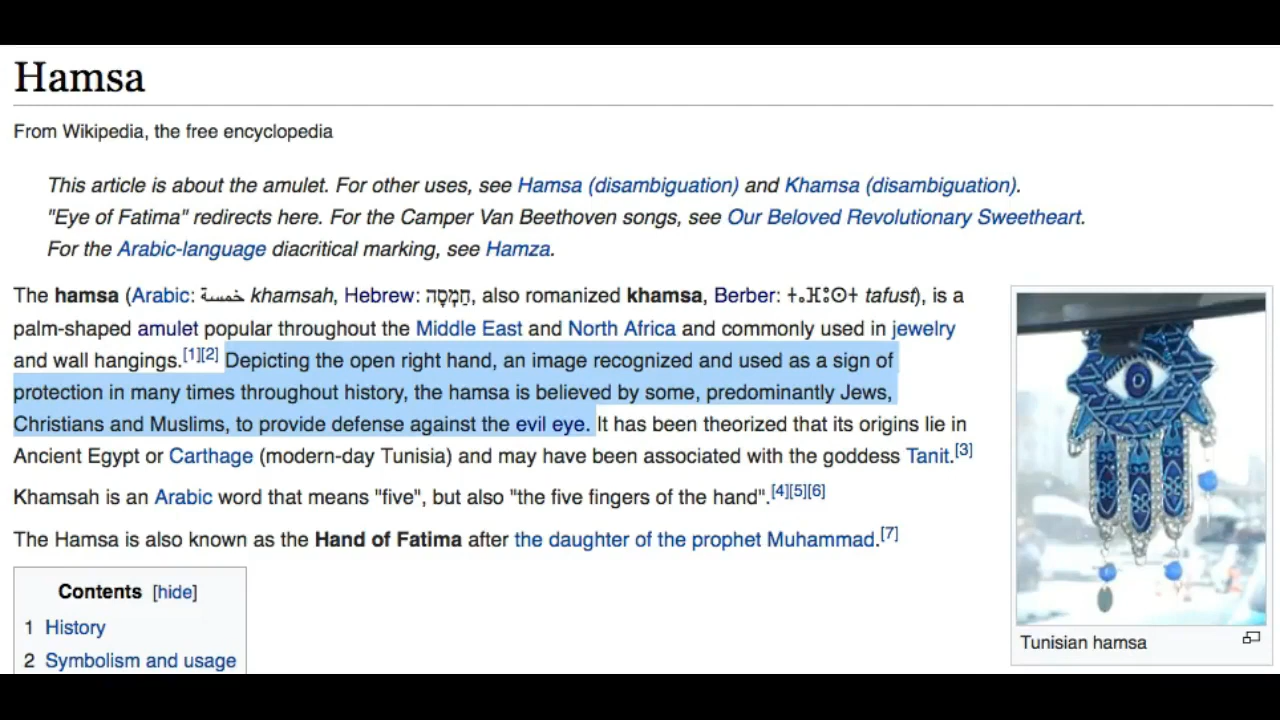 Hamsa
From Wikipedia, the free encyclopedia
This article is about the amulet. For other uses, see Hamsa (disambiguation) and Khamsa (disambiguation).
"Eye of Fatima" redirects here. For the Camper Van Beethoven songs, see Our Beloved Revolutionary Sweetheart.
For the Arabic-language diacritical marking, see Hamza.
The hamsa (Arabic: خمسة khamsah, Hebrew: חַמְסָה, also romanized khamsa, Berber: ⵜⴰⴼⵓⵙⵜ tafust), is a
palm-shaped amulet popular throughout the Middle East and North Africa and commonly used in jewelry
and wall hangings.[1][2] Depicting the open right hand, an image recognized and used as a sign of
protection in many times throughout history, the hamsa is believed by some, predominantly Jews,
Christians and Muslims, to provide defense against the evil eye. It has been theorized that its origins lie in
Ancient Egypt or Carthage (modern-day Tunisia) and may have been associated with the goddess Tanit.[3]
Khamsah is an Arabic word that means "five", but also "the five fingers of the hand".[4][5][6]
The Hamsa is also known as the Hand of Fatima after the daughter of the prophet Muhammad.[7]
Contents [hide]
1 History
2 Symbolism and usage
Tunisian hamsa